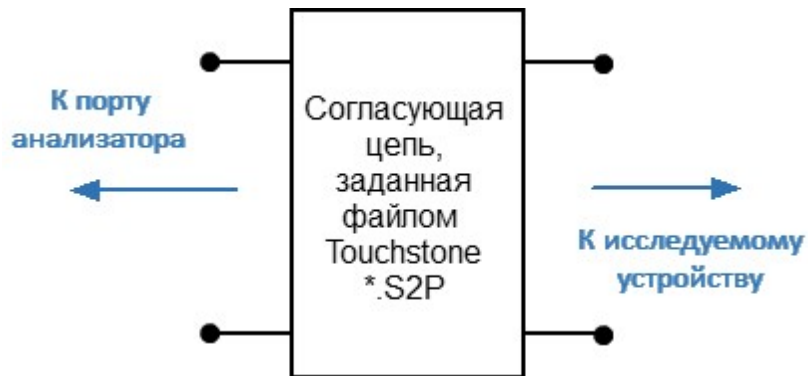 К порту
анализатора
Согласующая
цепь,
заданная
файлом
Touchstone
*.S2P
К исследуемому
устройству